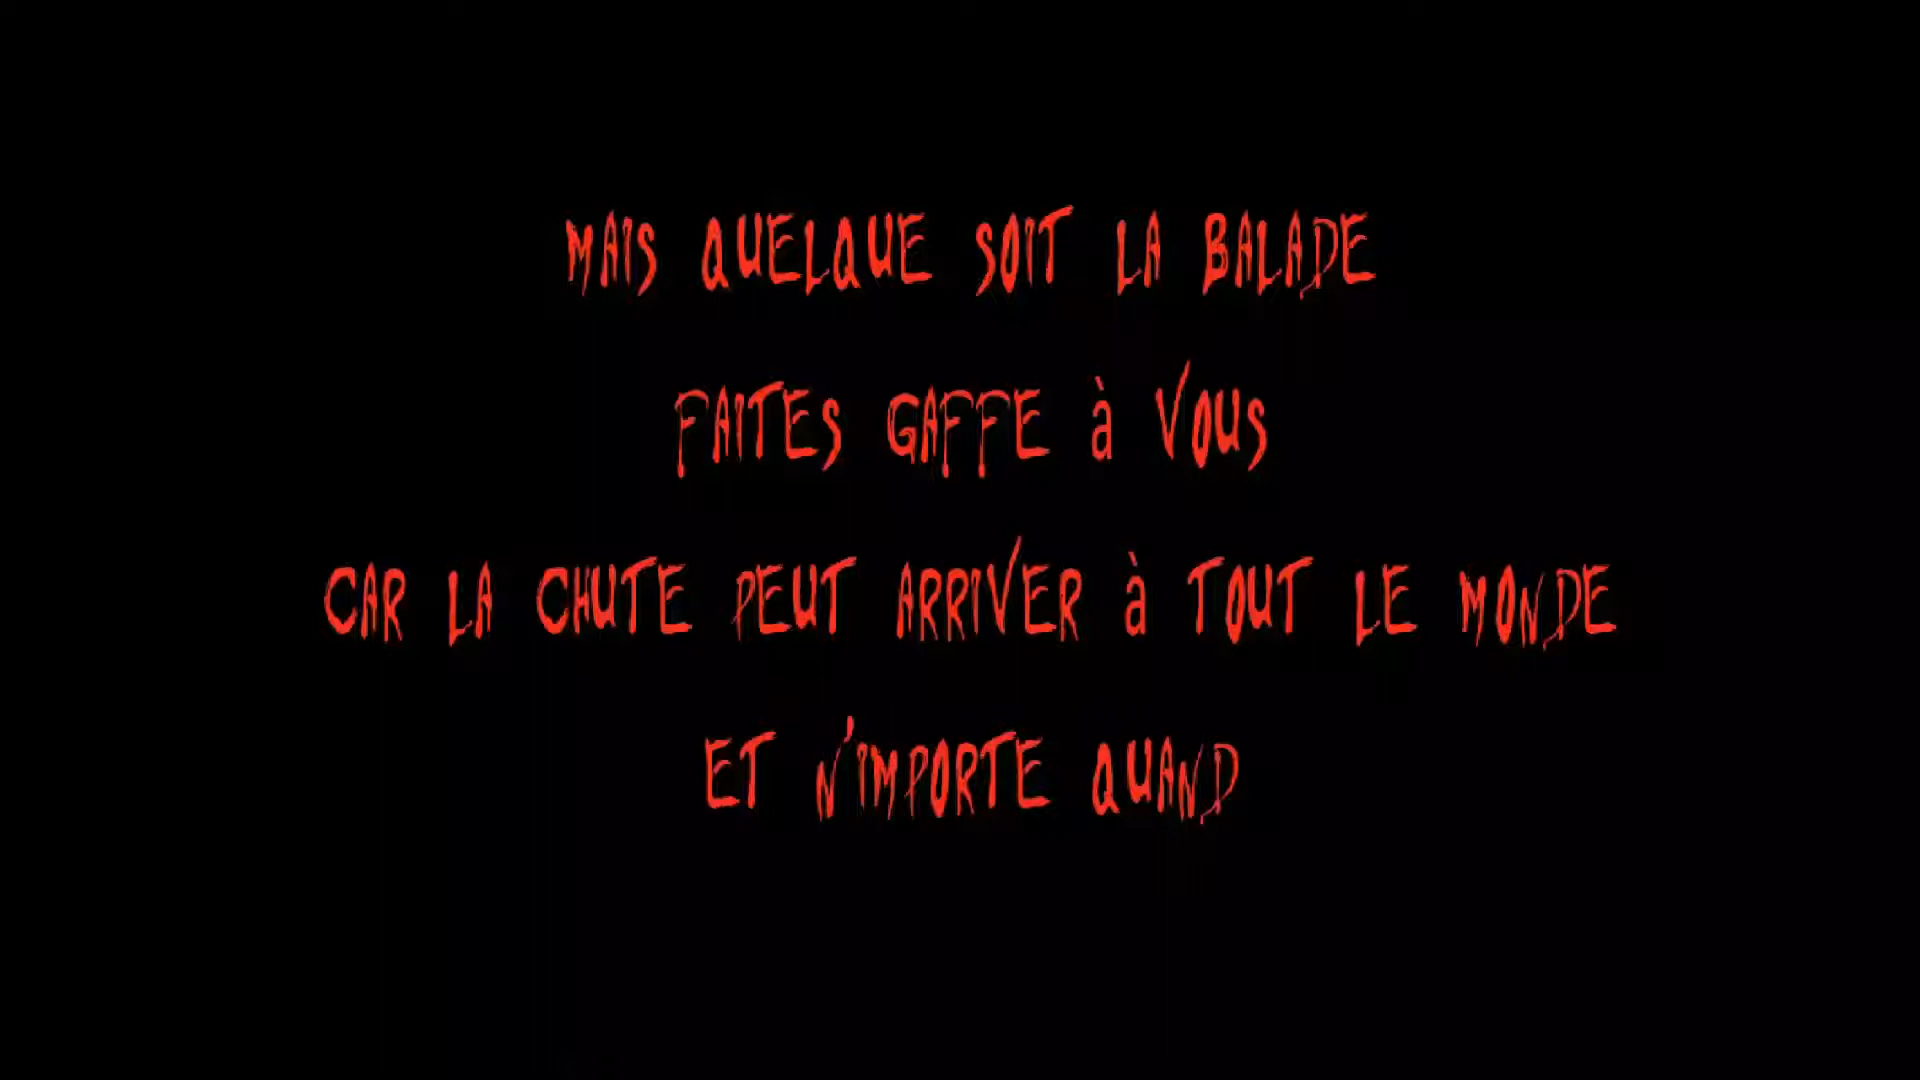 MAIS QUELQUE SOIT LA BALADE
FAITES GAFFE à VOUS
CAR LA CHUTE PEUT ARRIVER à TOUT LE MONDE
ET N'IMPORTE QUAND